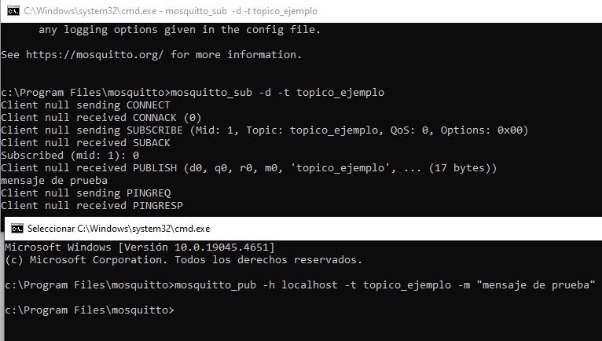 C:\Windows\system32\cmd.exe - mosquitto_sub -d -t topico_ejemplo
any logging options given in the config file.
See https://mosquitto.org/ for more information.
c:\Program Files\mosquitto>mosquitto_sub -d -t topico_ejemplo
Client null sending CONNECT
Client null received CONNACK (0)
Client null sending SUBSCRIBE (Mid: 1, Topic: topico_ejemplo, QoS: 0, Options: 0x00)
Client null received SUBACK
Subscribed (mid: 1): 0
Client null received PUBLISH (d0, q0, r0, m0, 'topico_ejemplo', ... (17 bytes))
mensaje de prueba
Client null sending PINGREQ
Client null received PINGRESP
Seleccionar C:\Windows\system32\cmd.exe
Microsoft Windows [Versión 10.0.19045.4651]
(c) Microsoft Corporation. Todos los derechos reservados.
c:\Program Files\mosquitto>mosquitto_pub -h localhost -t topico_ejemplo -m "mensaje de prueba"
c:\Program Files\mosquitto>